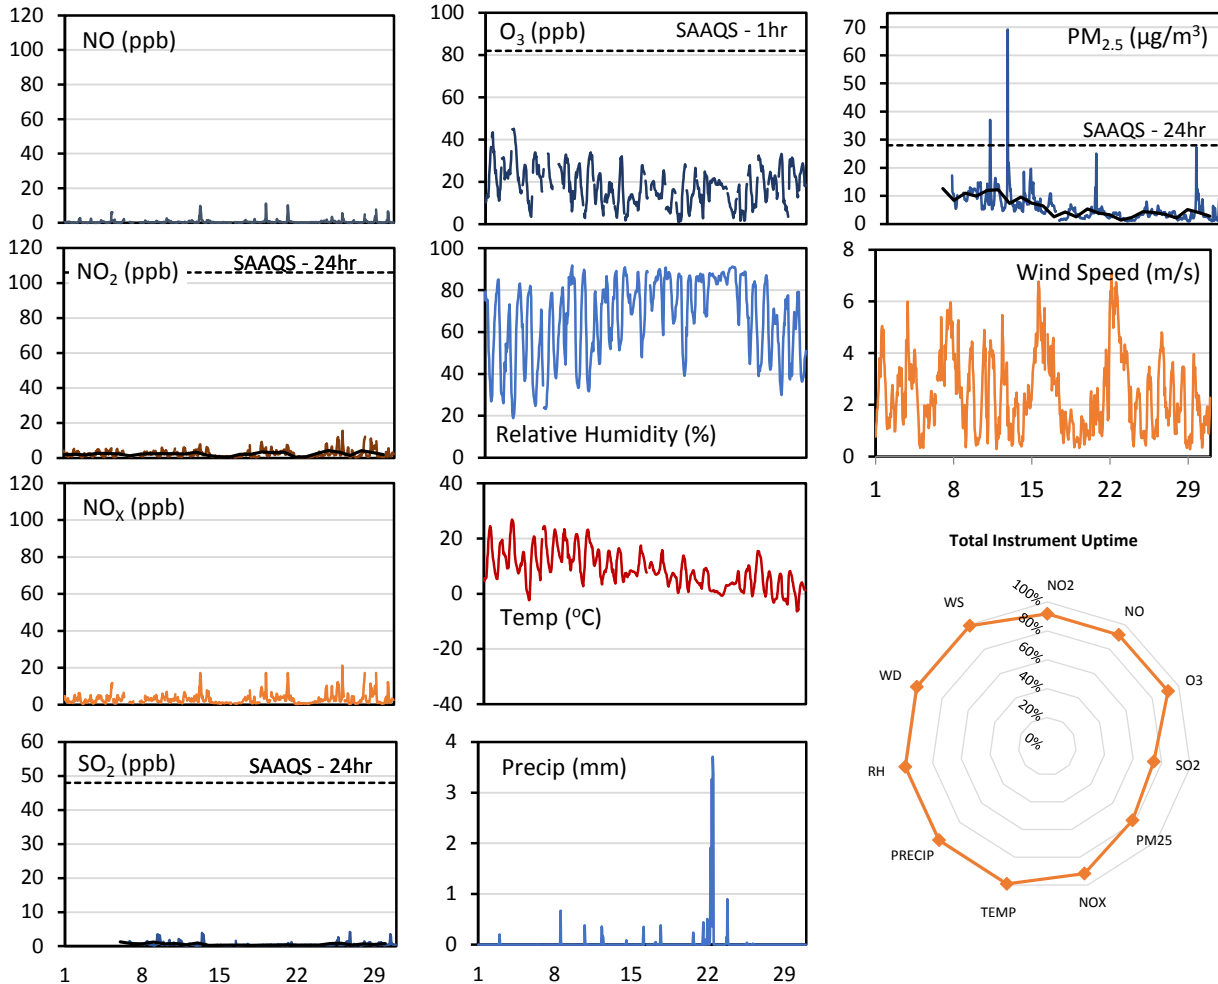 120
100
80
60
40
20
0
NO (ppb)
100
80
60
40
20
0
O3 (ppb)
SAAQS - 1hr
70
60
50
40
30
20
10
0
PM2.5 (µg/m³)
SAAQS - 24hr
120
100
80
60
40
20
0
NO2 (ppb)
SAAQS - 24hr
100
80
60
40
20
0
Relative Humidity (%)
8
6
4
2
0
Wind Speed (m/s)
1 8 15 22 29
120
100
80
60
40
20
0
NOX (ppb)
40
20
0
-20
-40
Temp (oC)
Total Instrument Uptime
100%
80%
60%
40%
20%
0%
NO2
NO
O3
SO2
PM25
NOX
TEMP
PRECIP
RH
WD
WS
60
50
40
30
20
10
0
SO2 (ppb)
SAAQS - 24hr
1 8 15 22 29
4
3
2
1
0
Precip (mm)
1 8 15 22 29